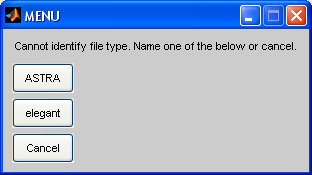 MENU
Cannot identify file type. Name one of the below or cancel.
ASTRA
elegant
Cancel